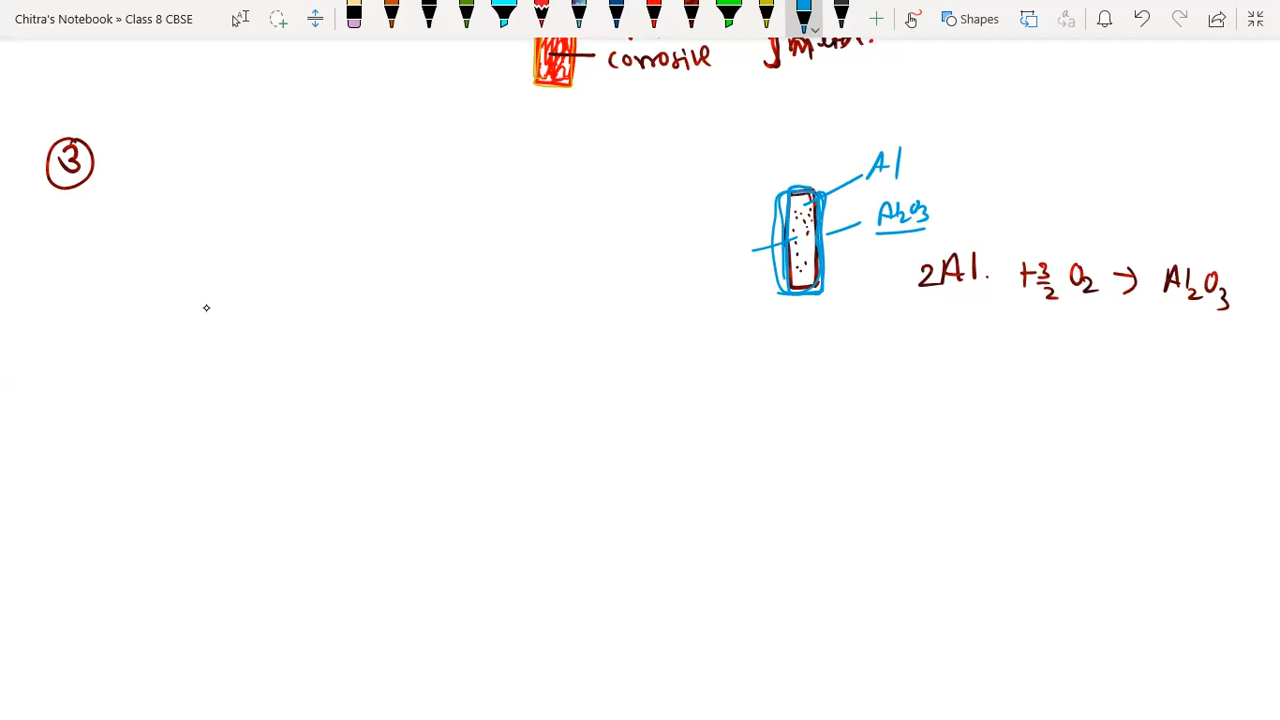 Chitra's Notebook » Class 8 CBSE
Shapes
corrosive
3
Al
Al₂O₃
2Al. + 3/2 O₂ → Al₂O₃